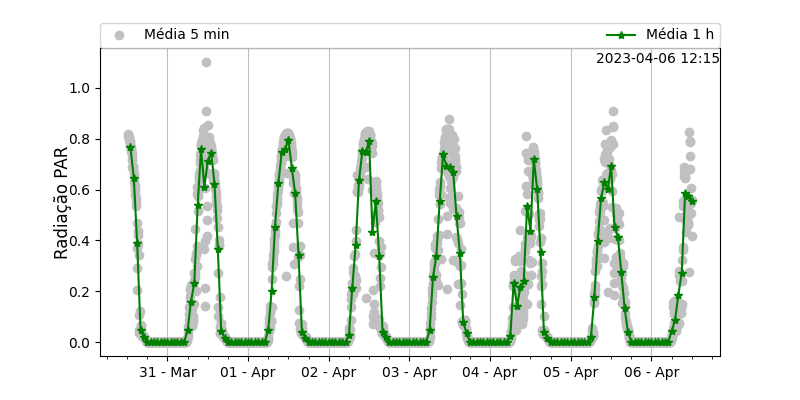 Média 5 min
Média 1 h
2023-04-06 12:15
Radiação PAR
1.0
0.8
0.6
0.4
0.2
0.0
31 - Mar
01 - Apr
02 - Apr
03 - Apr
04 - Apr
05 - Apr
06 - Apr